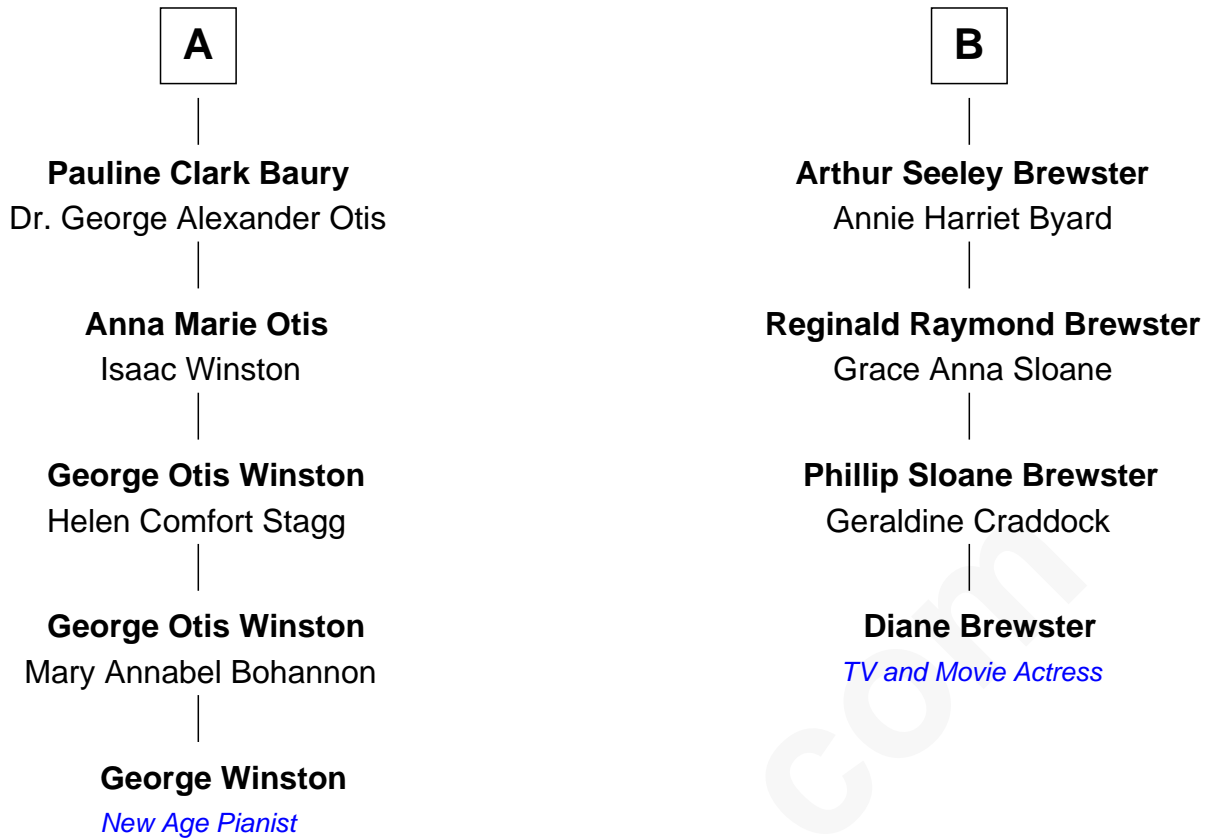 A
Pauline Clark Baury
Dr. George Alexander Otis
Anna Marie Otis
Isaac Winston
George Otis Winston
Helen Comfort Stagg
George Otis Winston
Mary Annabel Bohannon
George Winston
New Age Pianist
B
Arthur Seeley Brewster
Annie Harriet Byard
Reginald Raymond Brewster
Grace Anna Sloane
Phillip Sloane Brewster
Geraldine Craddock
Diane Brewster
TV and Movie Actress
com